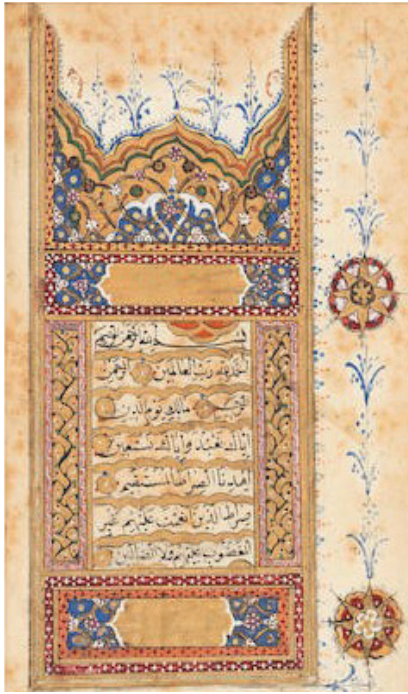 بسم الله الرحمن الرحيم
الحمد لله رب العالمين الرحمن
الرحيم مالك يوم الدين
اياك نعبد واياك نستعين
اهدنا الصراط المستقيم
صراط الذين انعمت عليهم غير
المغضوب عليهم ولا الضالين